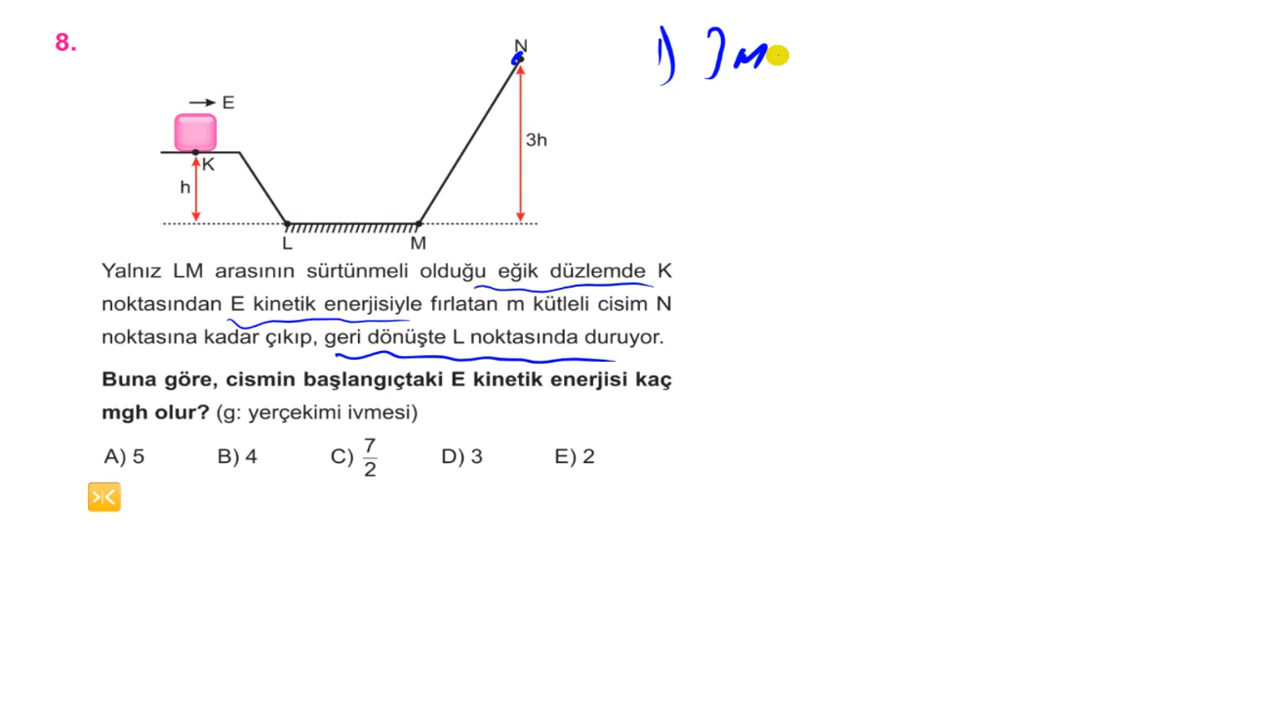 8.
N
1) 3m
E
3h
K
h
L
M
Yalnız LM arasının sürtünmeli olduğu eğik düzlemde K
noktasından E kinetik enerjisiyle fırlatan m kütleli cisim N
noktasına kadar çıkıp, geri dönüşte L noktasında duruyor.
Buna göre, cismin başlangıçtaki E kinetik enerjisi kaç
mgh olur? (g: yerçekimi ivmesi)
A) 5 B) 4 C) 7/2 D) 3 E) 2